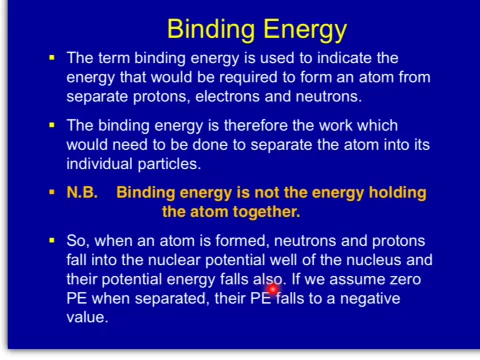 Binding Energy
The term binding energy is used to indicate the
energy that would be required to form an atom from
separate protons, electrons and neutrons.
The binding energy is therefore the work which
would need to be done to separate the atom into its
individual particles.
N.B. Binding energy is not the energy holding
the atom together.
So, when an atom is formed, neutrons and protons
fall into the nuclear potential well of the nucleus and
their potential energy falls also. If we assume zero
PE when separated, their PE falls to a negative
value.